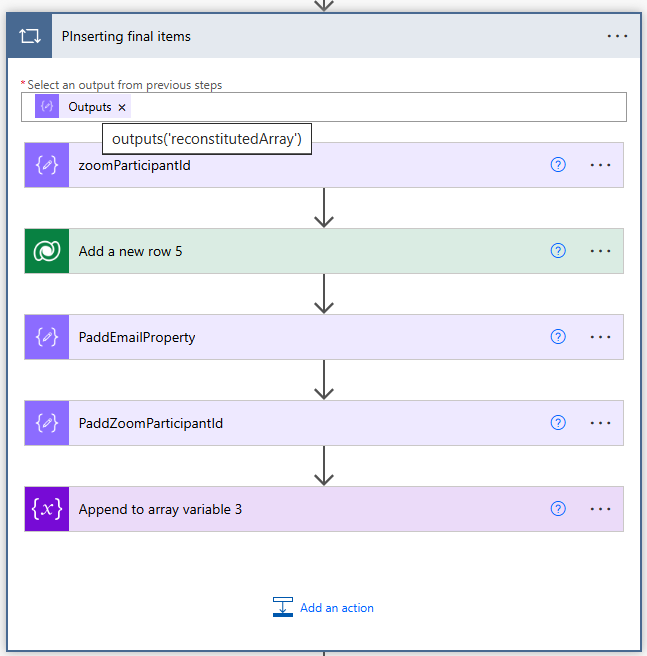 PInserting final items
* Select an output from previous steps
Outputs
outputs('reconstitutedArray')
zoomParticipantId
Add a new row 5
PaddEmailProperty
PaddZoomParticipantId
{x} Append to array variable 3
Add an action